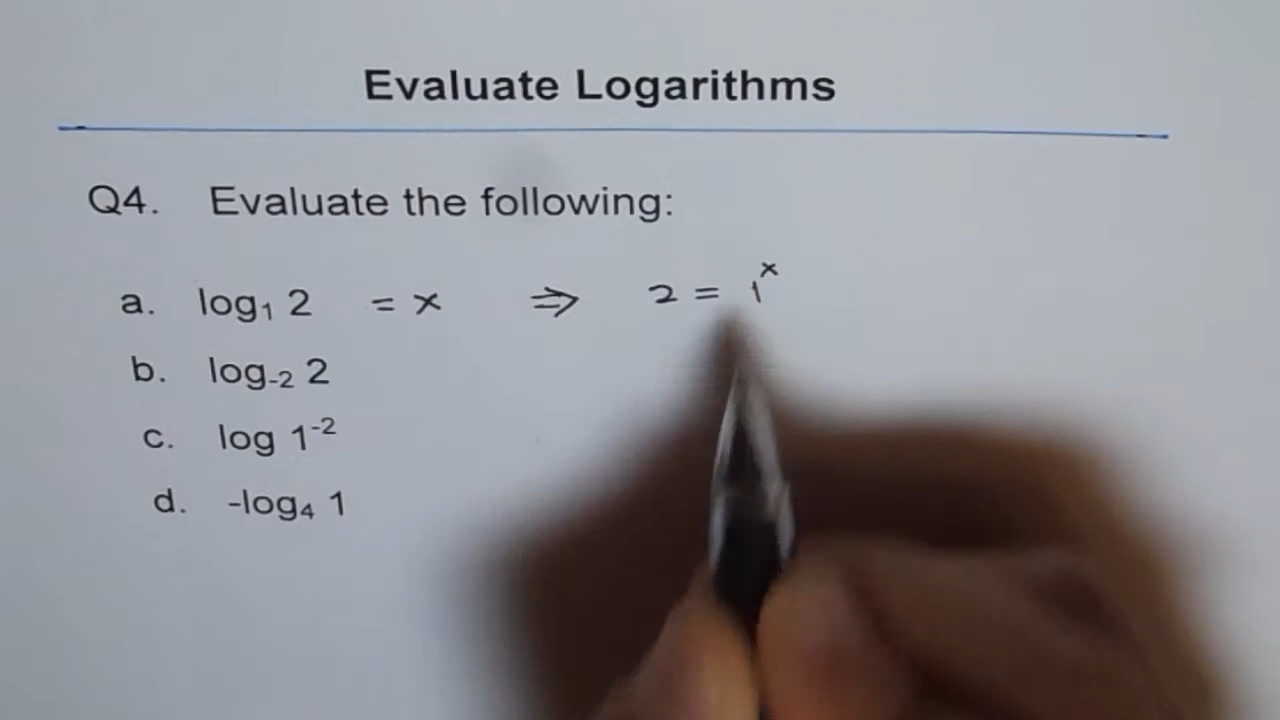 Evaluate Logarithms
Q4. Evaluate the following:
a. log₁ 2 = x ⇒ 2 = 1ˣ
b. log₋₂ 2
c. log 1⁻²
d. -log₄ 1